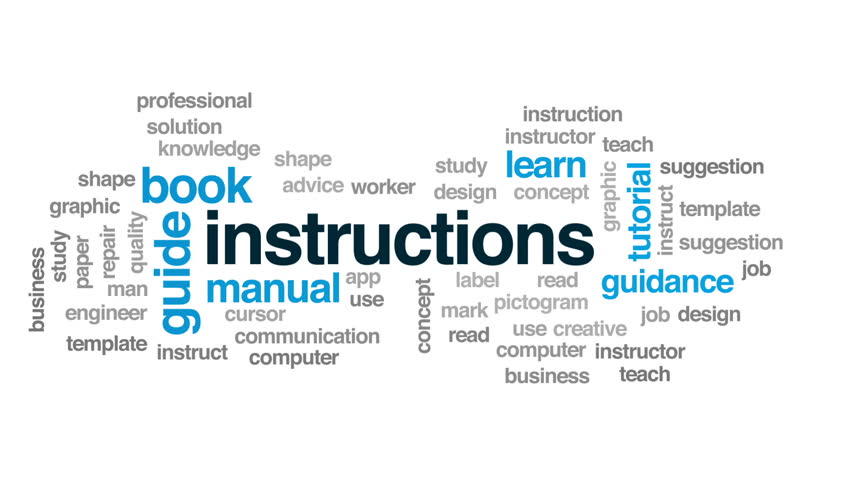 professional
solution
knowledge
shape
shape
advice
worker
book
graphic
guide
quality
repair
paper
study
business
man
engineer
template
instruct
instructions
manual
app
use
cursor
communication
computer
instruction
instructor
teach
study
learn
design
concept
graphic
tutorial
instruct
suggestion
template
suggestion
job
guidance
label
read
concept
pictogram
mark
read
use
creative
job
design
computer
instructor
business
teach